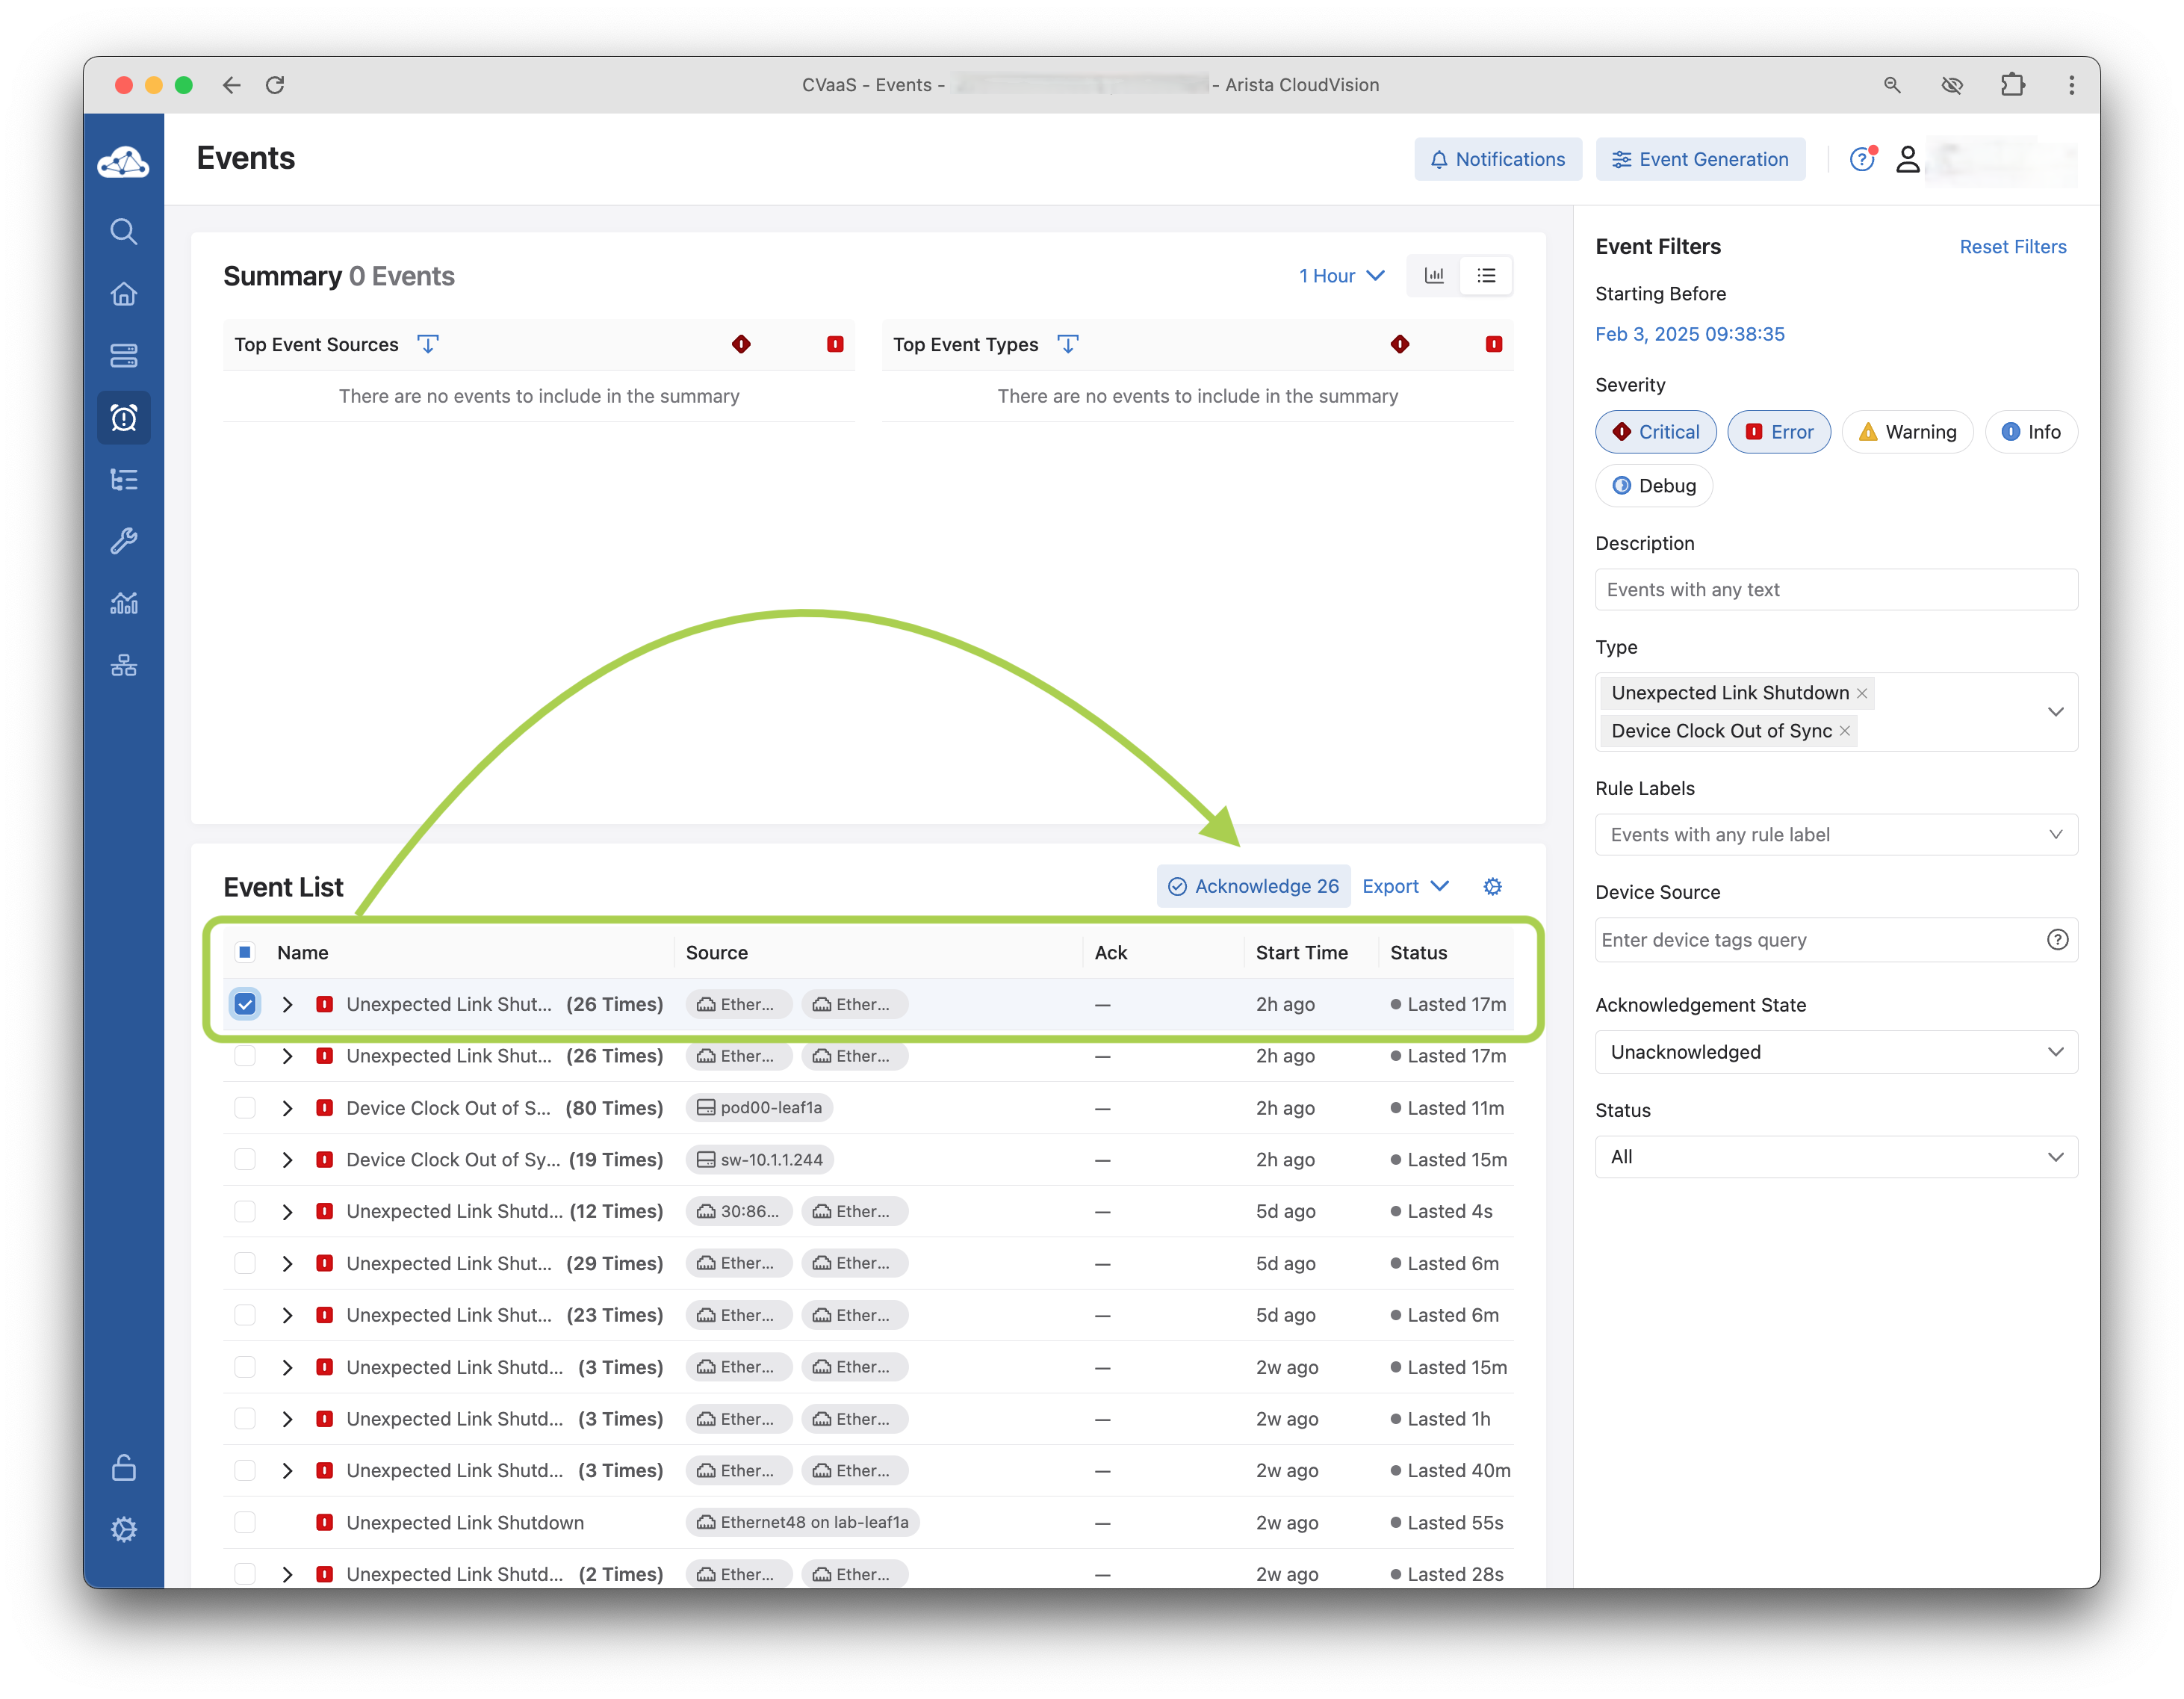 CVaaS - Events - - Arista CloudVision
Events
Notifications
Event Generation
Summary 0 Events
1 Hour
Top Event Sources
Top Event Types
There are no events to include in the summary
There are no events to include in the summary
Event List
Acknowledge 26
Export
Name Source Ack Start Time Status
Unexpected Link Shut... (26 Times) Ether... Ether... — 2h ago Lasted 17m
Unexpected Link Shut... (26 Times) Ether... Ether... — 2h ago Lasted 17m
Device Clock Out of S... (80 Times) pod00-leaf1a — 2h ago Lasted 11m
Device Clock Out of Sy... (19 Times) sw-10.1.1.244 — 2h ago Lasted 15m
Unexpected Link Shutd... (12 Times) 30:86... Ether... — 5d ago Lasted 4s
Unexpected Link Shut... (29 Times) Ether... Ether... — 5d ago Lasted 6m
Unexpected Link Shut... (23 Times) Ether... Ether... — 5d ago Lasted 6m
Unexpected Link Shutd... (3 Times) Ether... Ether... — 2w ago Lasted 15m
Unexpected Link Shutd... (3 Times) Ether... Ether... — 2w ago Lasted 1h
Unexpected Link Shutd... (3 Times) Ether... Ether... — 2w ago Lasted 40m
Unexpected Link Shutdown Ethernet48 on lab-leaf1a — 2w ago Lasted 55s
Unexpected Link Shutd... (2 Times) Ether... Ether... — 2w ago Lasted 28s
Event Filters
Reset Filters
Starting Before
Feb 3, 2025 09:38:35
Severity
Critical Error Warning Info
Debug
Description
Events with any text
Type
Unexpected Link Shutdown
Device Clock Out of Sync
Rule Labels
Events with any rule label
Device Source
Enter device tags query
Acknowledgement State
Unacknowledged
Status
All